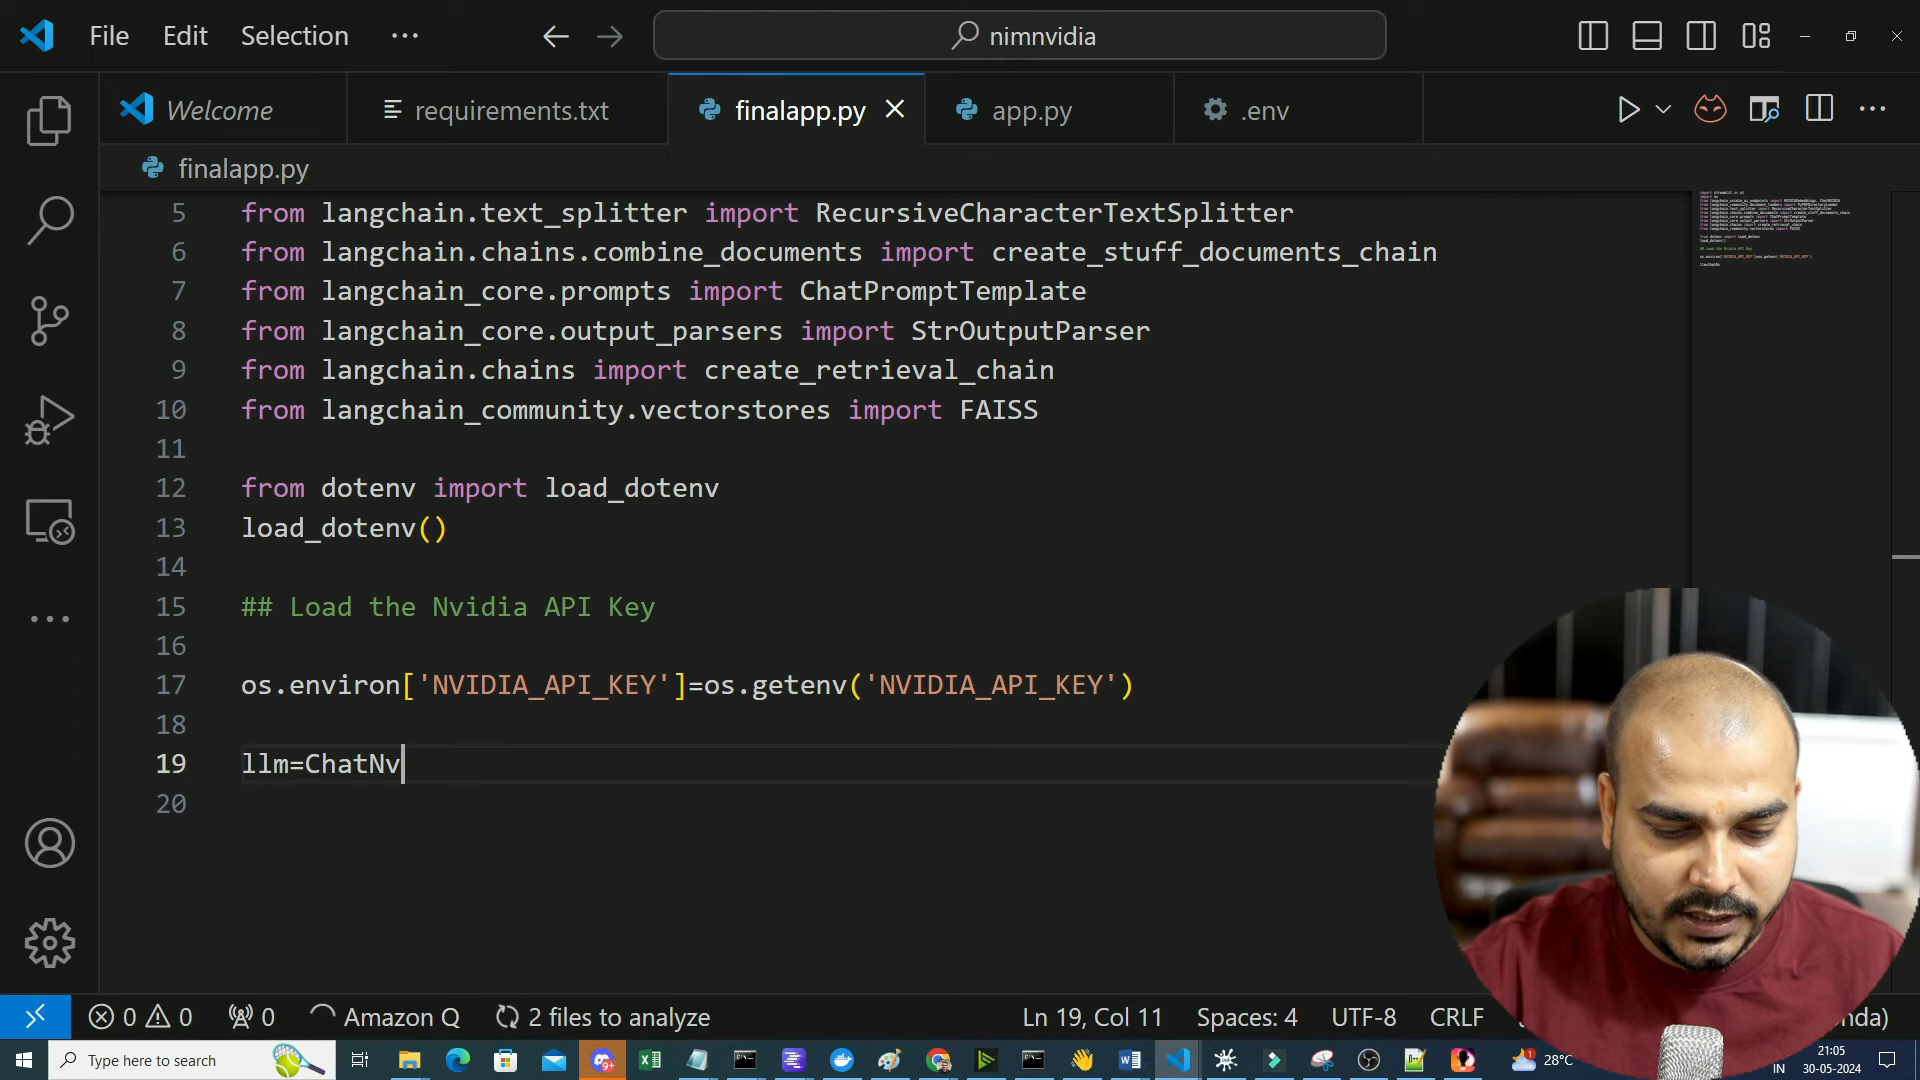 File Edit Selection ··· nimnvidia
Welcome requirements.txt finalapp.py app.py .env
finalapp.py
5 from langchain.text_splitter import RecursiveCharacterTextSplitter
6 from langchain.chains.combine_documents import create_stuff_documents_chain
7 from langchain_core.prompts import ChatPromptTemplate
8 from langchain_core.output_parsers import StrOutputParser
9 from langchain.chains import create_retrieval_chain
10 from langchain_community.vectorstores import FAISS
11
12 from dotenv import load_dotenv
13 load_dotenv()
14
15 ## Load the Nvidia API Key
16
17 os.environ['NVIDIA_API_KEY']=os.getenv('NVIDIA_API_KEY')
18
19 llm=ChatNv
20
0 0 0 Amazon Q 2 files to analyze Ln 19, Col 11 Spaces: 4 UTF-8 CRLF nda)
Type here to search 9+ 1 28°C IN 21:05
30-05-2024